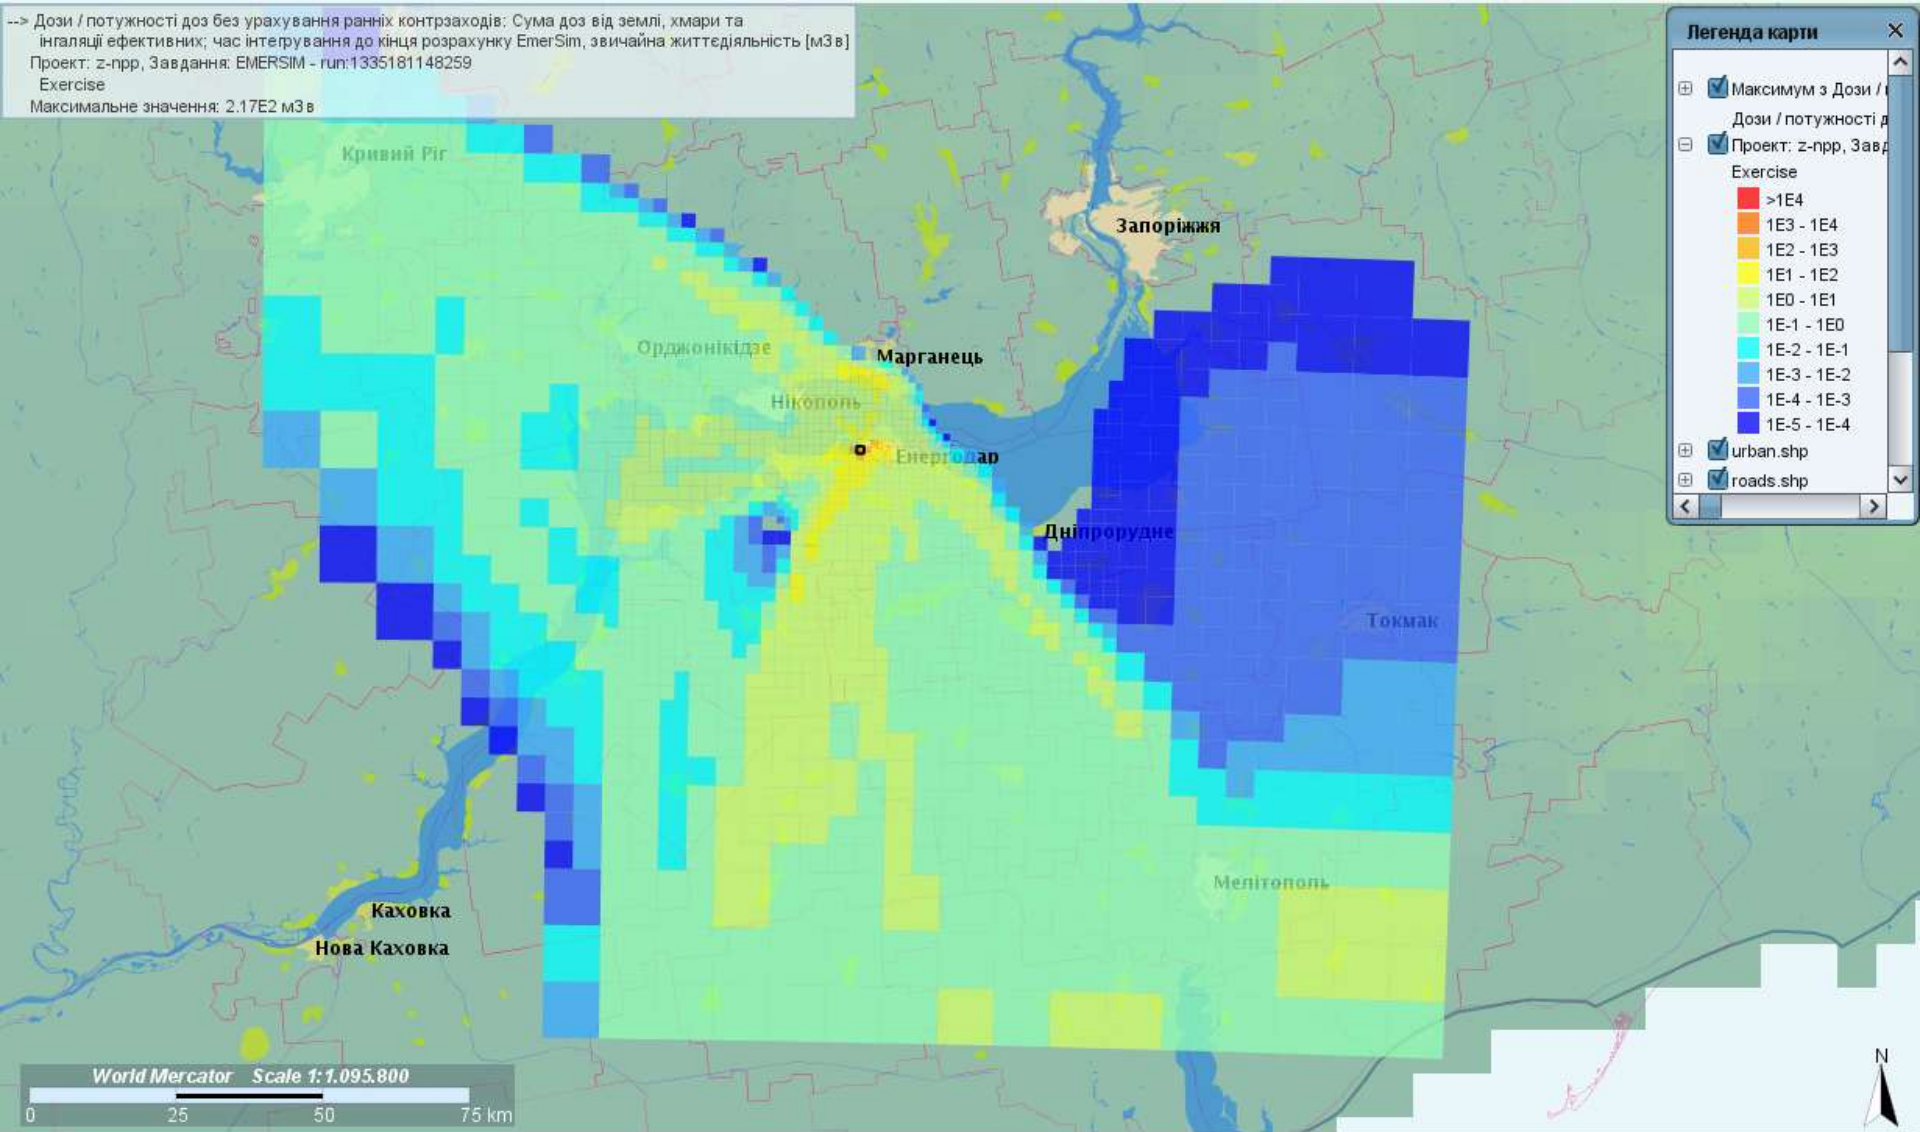 --> Дози / потужності доз без урахування ранніх контрзаходів: Сума доз від землі, хмари та
інгаляції ефективних; час інтегрування до кінця розрахунку EmerSim, звичайна життєдіяльність [мЗв]
Проект: z-npp, Завдання: EMERSIM - run:1335181148259
Exercise
Максимальне значення: 2.17E2 мЗв
Легенда карти
Максимум з Дози /
Дози / потужності д
Проект: z-npp, Завд
Exercise
>1E4
1E3 - 1E4
1E2 - 1E3
1E1 - 1E2
1E0 - 1E1
1E-1 - 1E0
1E-2 - 1E-1
1E-3 - 1E-2
1E-4 - 1E-3
1E-5 - 1E-4
urban.shp
roads.shp
Кривий Ріг
Запоріжжя
Орджонікідзе
Марганець
Нікополь
Енергодар
Дніпрорудне
Токмак
Мелітополь
Каховка
Нова Каховка
World Mercator Scale 1:1.095.800
0 25 50 75 km
N